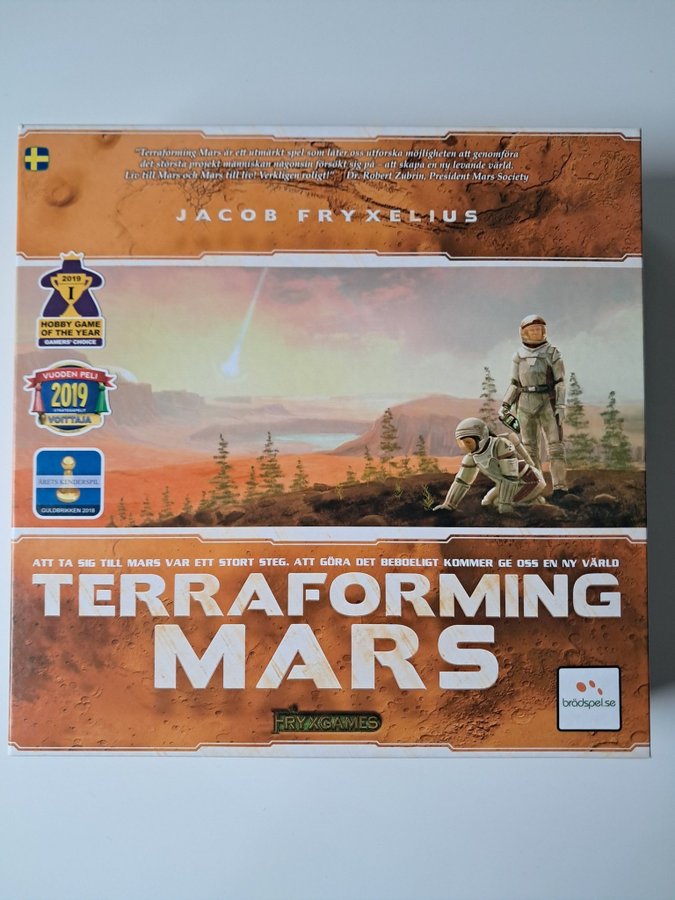 "Terraforming Mars är ett utmärkt spel som låter oss utforska möjligheten att genomföra
det största projekt människan någonsin försökt sig på – att skapa en ny levande värld.
Liv till Mars och Mars till liv! Verkligen roligt!" Dr. Robert Zubrin, President Mars Society
JACOB FRYXELIUS
2019
I
HOBBY GAME
OF THE YEAR
GAMERS' CHOICE
VUODEN PELI
2019
STRATEGIAPELIT
VOITTAJA
ÅRETS KENDERSPIL
GULDBRIKKEN 2018
ATT TA SIG TILL MARS VAR ETT STORT STEG. ATT GÖRA DET BEBOELIGT KOMMER GE OSS EN NY VÄRLD
TERRAFORMING
MARS
FRYXGAMES
brädspel.se